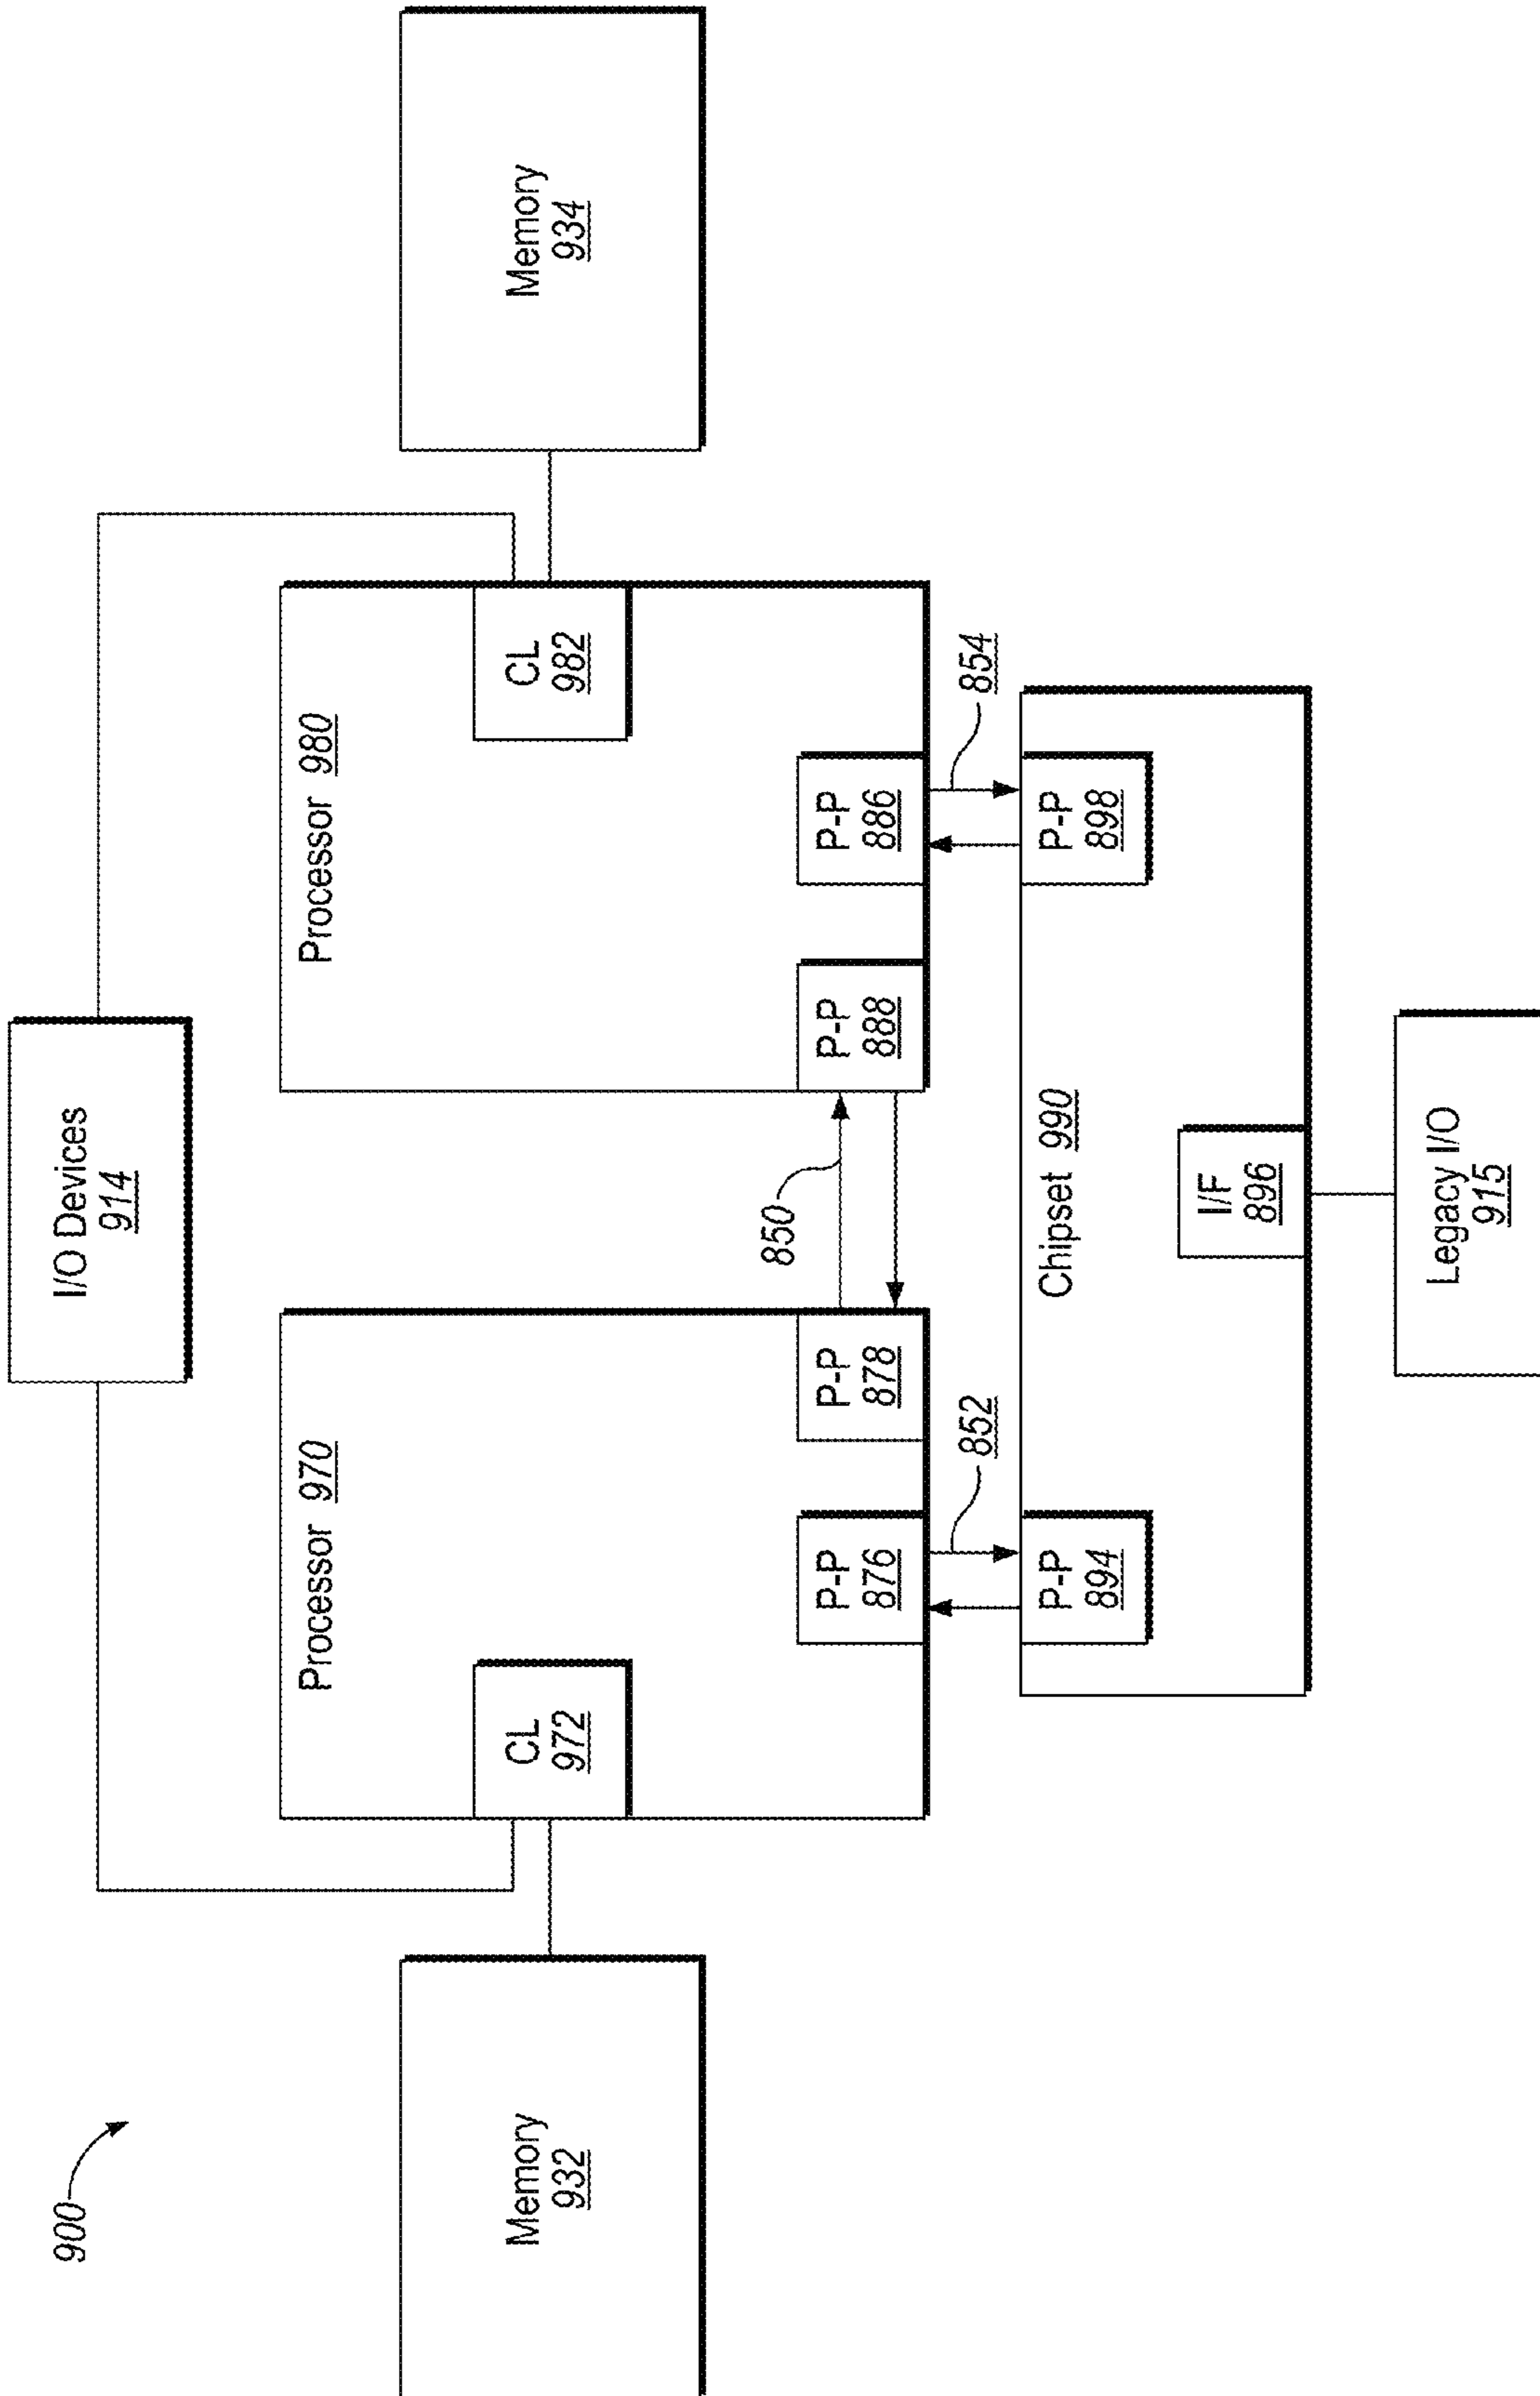 900
I/O Devices
914
Memory
932
Processor 970
CL
972
P-P
876
P-P
878
850
Processor 980
CL
982
P-P
888
P-P
886
Memory
934
852
854
Chipset 990
P-P
894
P-P
898
I/F
896
Legacy I/O
915